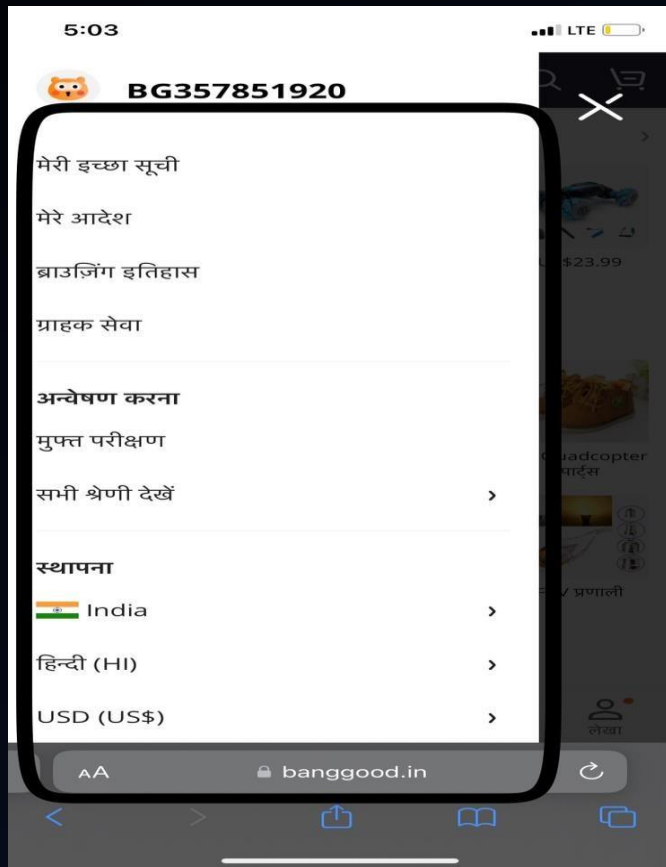 5:03
LTE
BG357851920
मेरी इच्छा सूची
मेरे आदेश
$23.99
ब्राउज़िंग इतिहास
ग्राहक सेवा
अन्वेषण करना
मुफ्त परीक्षण
uadcopter
पार्ट्स
सभी श्रेणी देखें
स्थापना
V प्रणाली
India
हिन्दी (HI)
USD (US$)
लेखा
AA
banggood.in